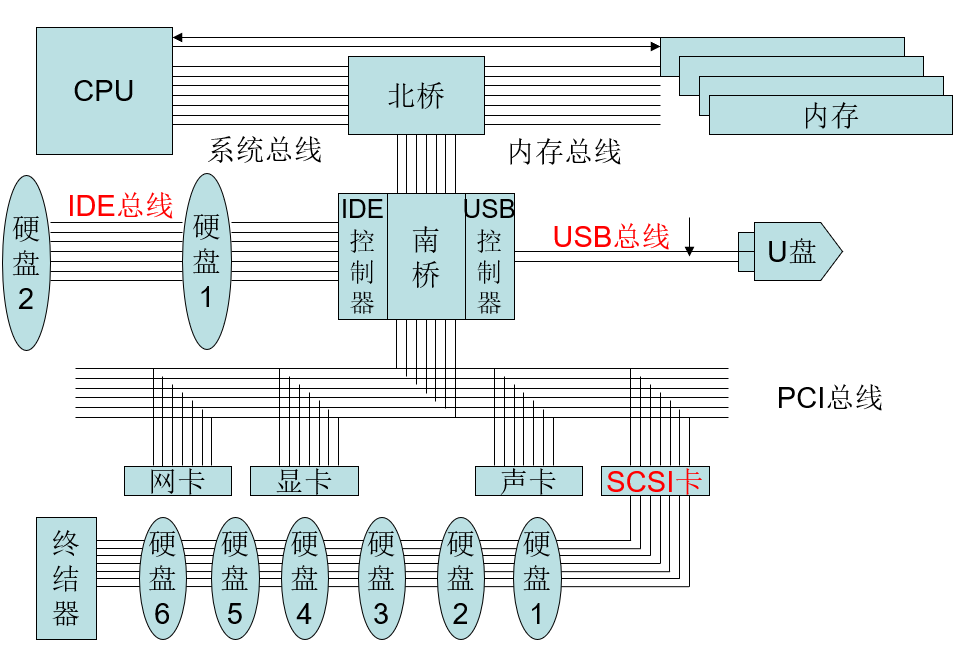 CPU
北桥
内存
系统总线
内存总线
硬盘2
IDE总线
硬盘1
IDE控制器
南桥
USB控制器
USB总线
U盘
PCI总线
网卡
显卡
声卡
SCSI卡
终结器
硬盘6
硬盘5
硬盘4
硬盘3
硬盘2
硬盘1